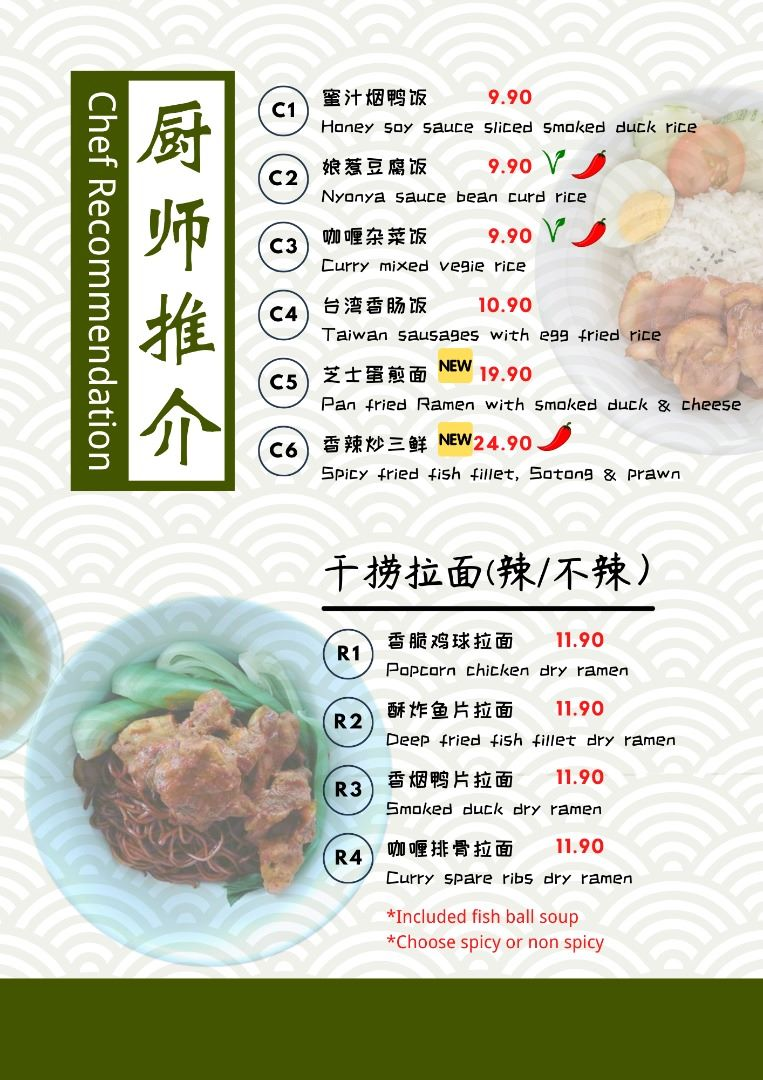 厨师推介
Chef Recommendation
C1 蜜汁烟鸭饭 9.90
Honey soy sauce sliced smoked duck rice
C2 娘惹豆腐饭 9.90
Nyonya sauce bean curd rice
C3 咖喱杂菜饭 9.90
Curry mixed vegie rice
C4 台湾香肠饭 10.90
Taiwan sausages with egg fried rice
C5 芝士蛋煎面 NEW 19.90
Pan fried Ramen with smoked duck & cheese
C6 香辣炒三鲜 NEW 24.90
Spicy fried fish fillet, Sotong & prawn
干捞拉面(辣/不辣)
R1 香脆鸡球拉面 11.90
Popcorn chicken dry ramen
R2 酥炸鱼片拉面 11.90
Deep fried fish fillet dry ramen
R3 香烟鸭片拉面 11.90
Smoked duck dry ramen
R4 咖喱排骨拉面 11.90
Curry spare ribs dry ramen
*Included fish ball soup
*Choose spicy or non spicy